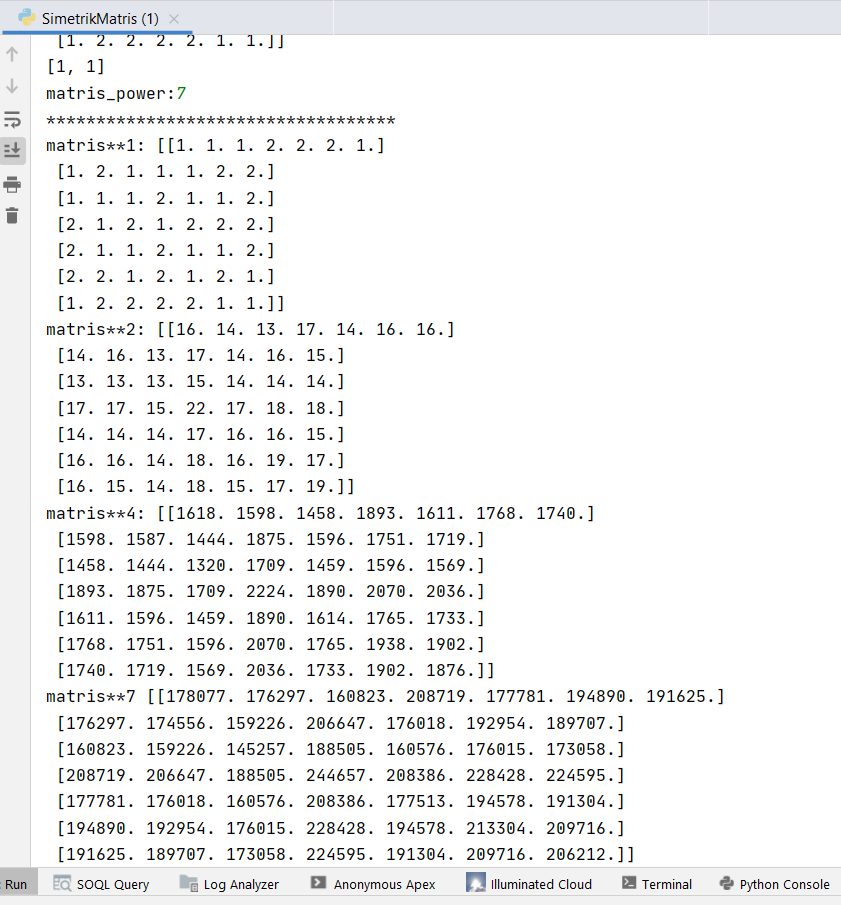 SimetrikMatris (1)
[1. 2. 2. 2. 2. 1. 1.]]
[1, 1]
matris_power:7
***********************************
matris**1: [[1. 1. 1. 2. 2. 2. 1.]
[1. 2. 1. 1. 1. 2. 2.]
[1. 1. 1. 2. 1. 1. 2.]
[2. 1. 2. 1. 2. 2. 2.]
[2. 1. 1. 2. 1. 1. 2.]
[2. 2. 1. 2. 1. 2. 1.]
[1. 2. 2. 2. 2. 1. 1.]]
matris**2: [[16. 14. 13. 17. 14. 16. 16.]
[14. 16. 13. 17. 14. 16. 15.]
[13. 13. 13. 15. 14. 14. 14.]
[17. 17. 15. 22. 17. 18. 18.]
[14. 14. 14. 17. 16. 16. 15.]
[16. 16. 14. 18. 16. 19. 17.]
[16. 15. 14. 18. 15. 17. 19.]]
matris**4: [[1618. 1598. 1458. 1893. 1611. 1768. 1740.]
[1598. 1587. 1444. 1875. 1596. 1751. 1719.]
[1458. 1444. 1320. 1709. 1459. 1596. 1569.]
[1893. 1875. 1709. 2224. 1890. 2070. 2036.]
[1611. 1596. 1459. 1890. 1614. 1765. 1733.]
[1768. 1751. 1596. 2070. 1765. 1938. 1902.]
[1740. 1719. 1569. 2036. 1733. 1902. 1876.]]
matris**7 [[178077. 176297. 160823. 208719. 177781. 194890. 191625.]
[176297. 174556. 159226. 206647. 176018. 192954. 189707.]
[160823. 159226. 145257. 188505. 160576. 176015. 173058.]
[208719. 206647. 188505. 244657. 208386. 228428. 224595.]
[177781. 176018. 160576. 208386. 177513. 194578. 191304.]
[194890. 192954. 176015. 228428. 194578. 213304. 209716.]
[191625. 189707. 173058. 224595. 191304. 209716. 206212.]]
Run SOQL Query Log Analyzer Anonymous Apex Illuminated Cloud Terminal Python Console